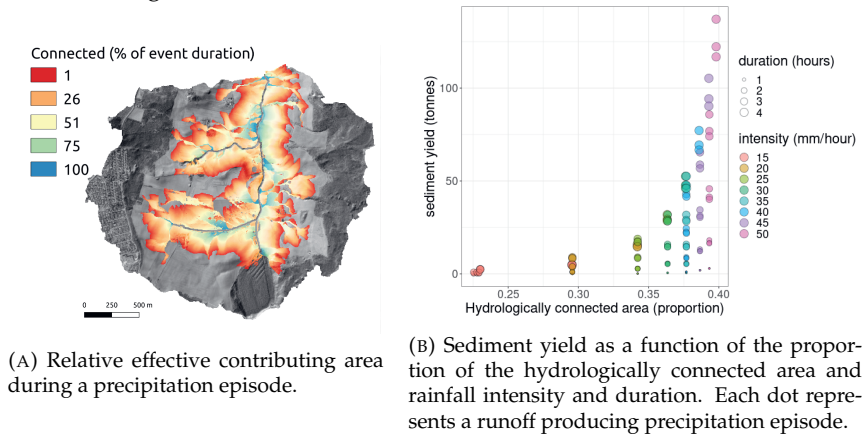 Connected (% of event duration)
1
26
51
75
100
0 250 500 m
(A) Relative effective contributing area
during a precipitation episode.
sediment yield (tonnes)
100
50
0
0.25 0.30 0.35 0.40
Hydrologically connected area (proportion)
duration (hours)
1
2
3
4
intensity (mm/hour)
15
20
25
30
35
40
45
50
(B) Sediment yield as a function of the propor-
tion of the hydrologically connected area and
rainfall intensity and duration. Each dot repre-
sents a runoff producing precipitation episode.